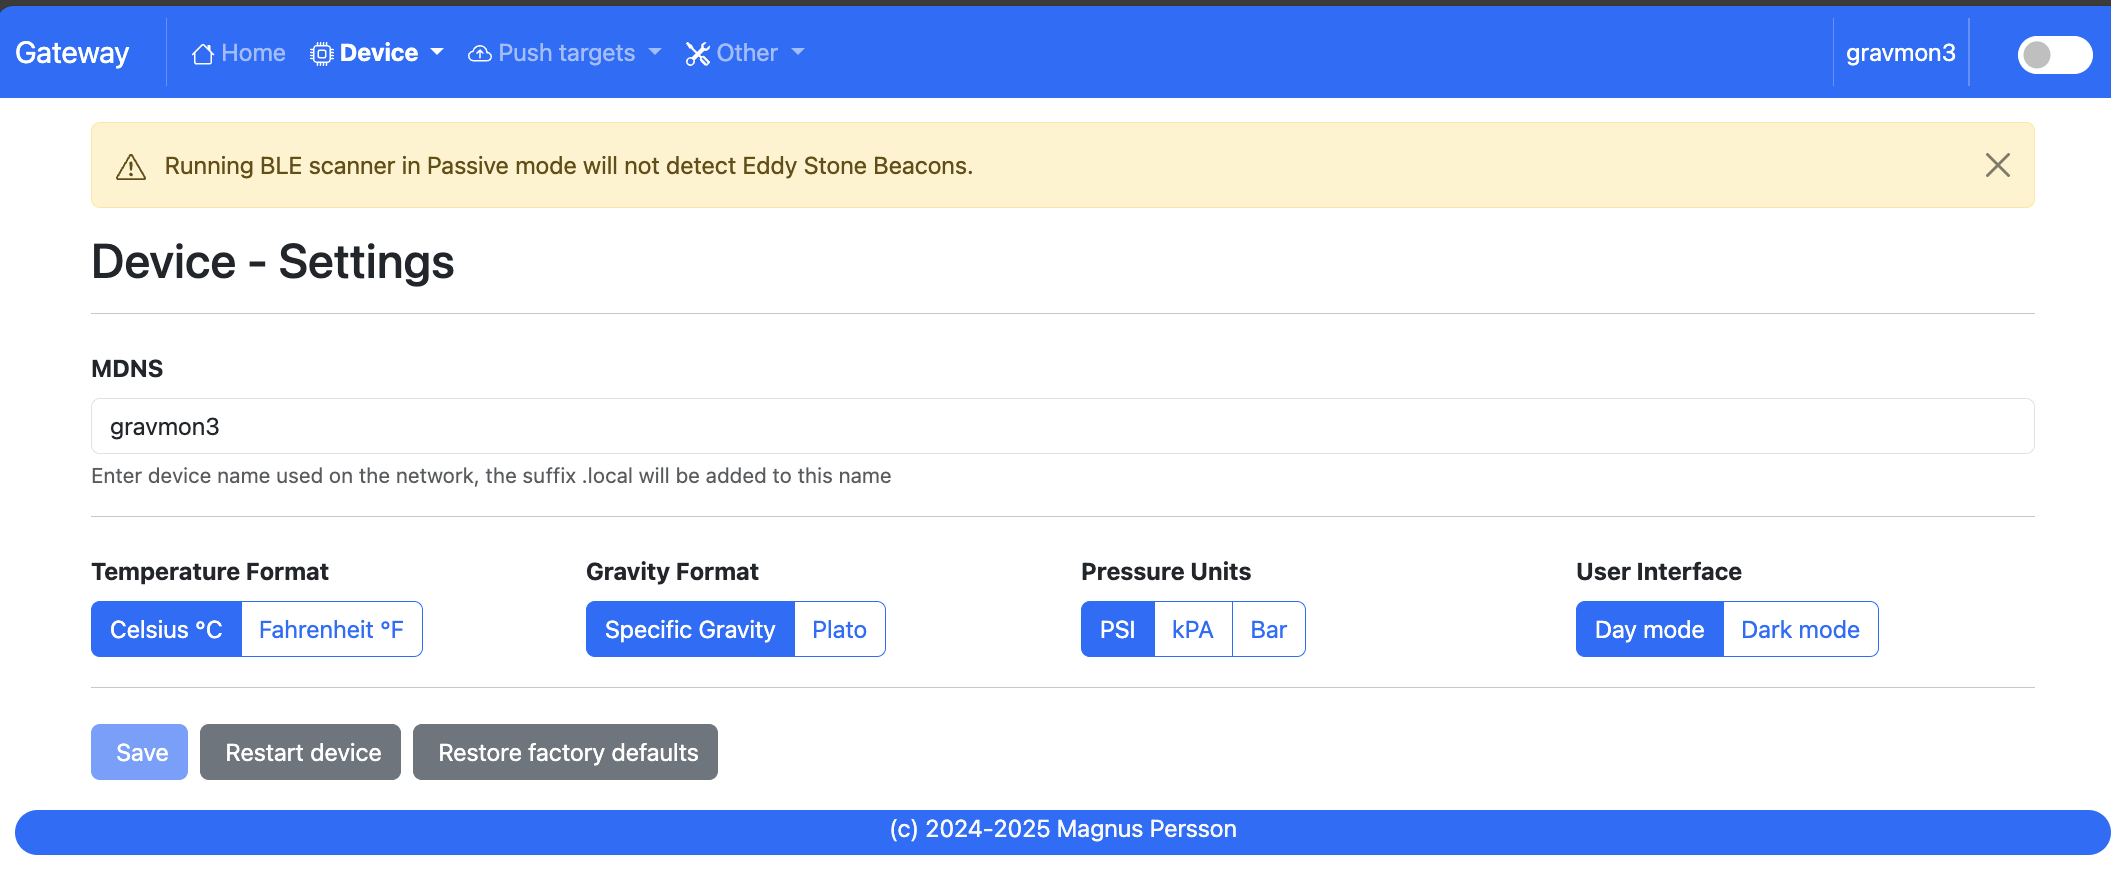 Gateway Home Device Push targets Other gravmon3
Running BLE scanner in Passive mode will not detect Eddy Stone Beacons.
Device - Settings
MDNS
gravmon3
Enter device name used on the network, the suffix .local will be added to this name
Temperature Format Gravity Format Pressure Units User Interface
Celsius °C Fahrenheit °F Specific Gravity Plato PSI kPA Bar Day mode Dark mode
Save Restart device Restore factory defaults
(c) 2024-2025 Magnus Persson